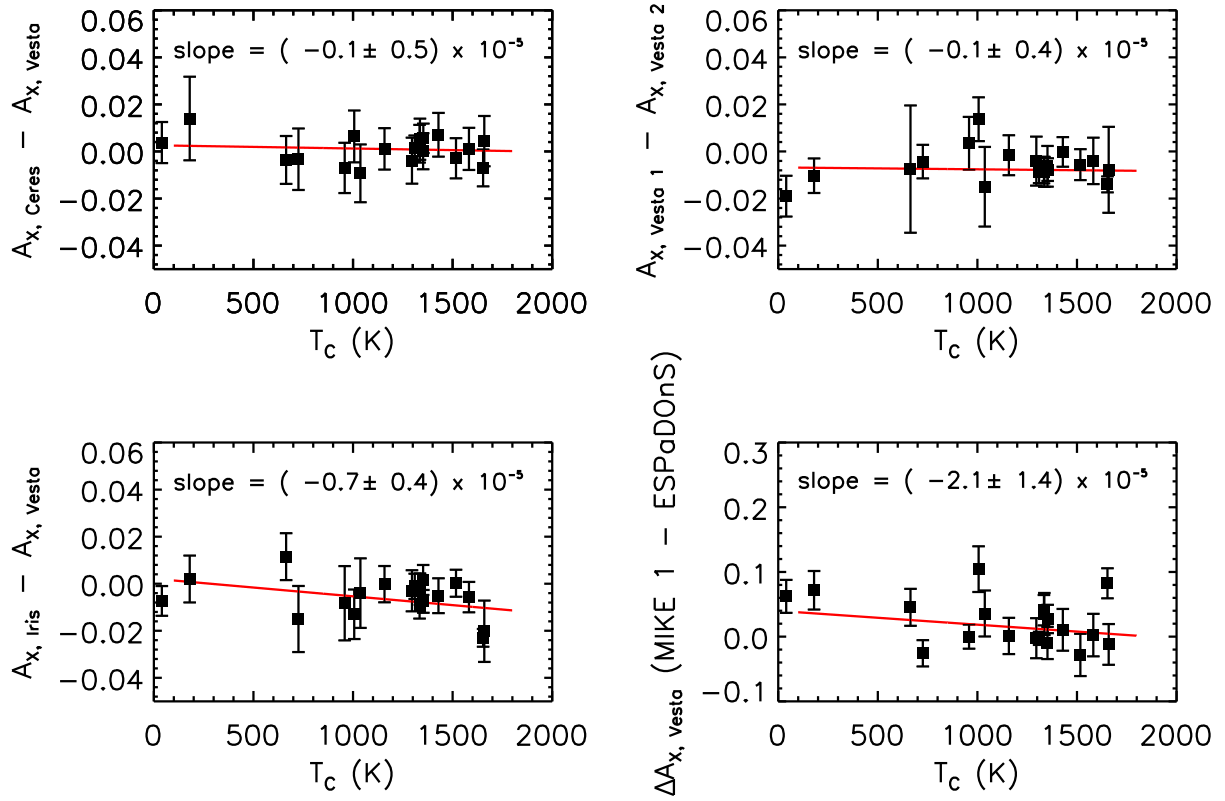 A_X, Ceres − A_X, Vesta
0.06
0.04
0.02
0.00
−0.02
−0.04
slope = ( −0.1± 0.5) x 10^-5
0 500 1000 1500 2000
T_C (K)
A_X, Vesta 1 − A_X, Vesta 2
0.06
0.04
0.02
0.00
−0.02
−0.04
slope = ( −0.1± 0.4) x 10^-5
0 500 1000 1500 2000
T_C (K)
A_X, Iris − A_X, Vesta
0.06
0.04
0.02
0.00
−0.02
−0.04
slope = ( −0.7± 0.4) x 10^-5
0 500 1000 1500 2000
T_C (K)
ΔA_X, Vesta (MIKE 1 − ESPaDOnS)
0.3
0.2
0.1
0.0
−0.1
slope = ( −2.1± 1.4) x 10^-5
0 500 1000 1500 2000
T_C (K)